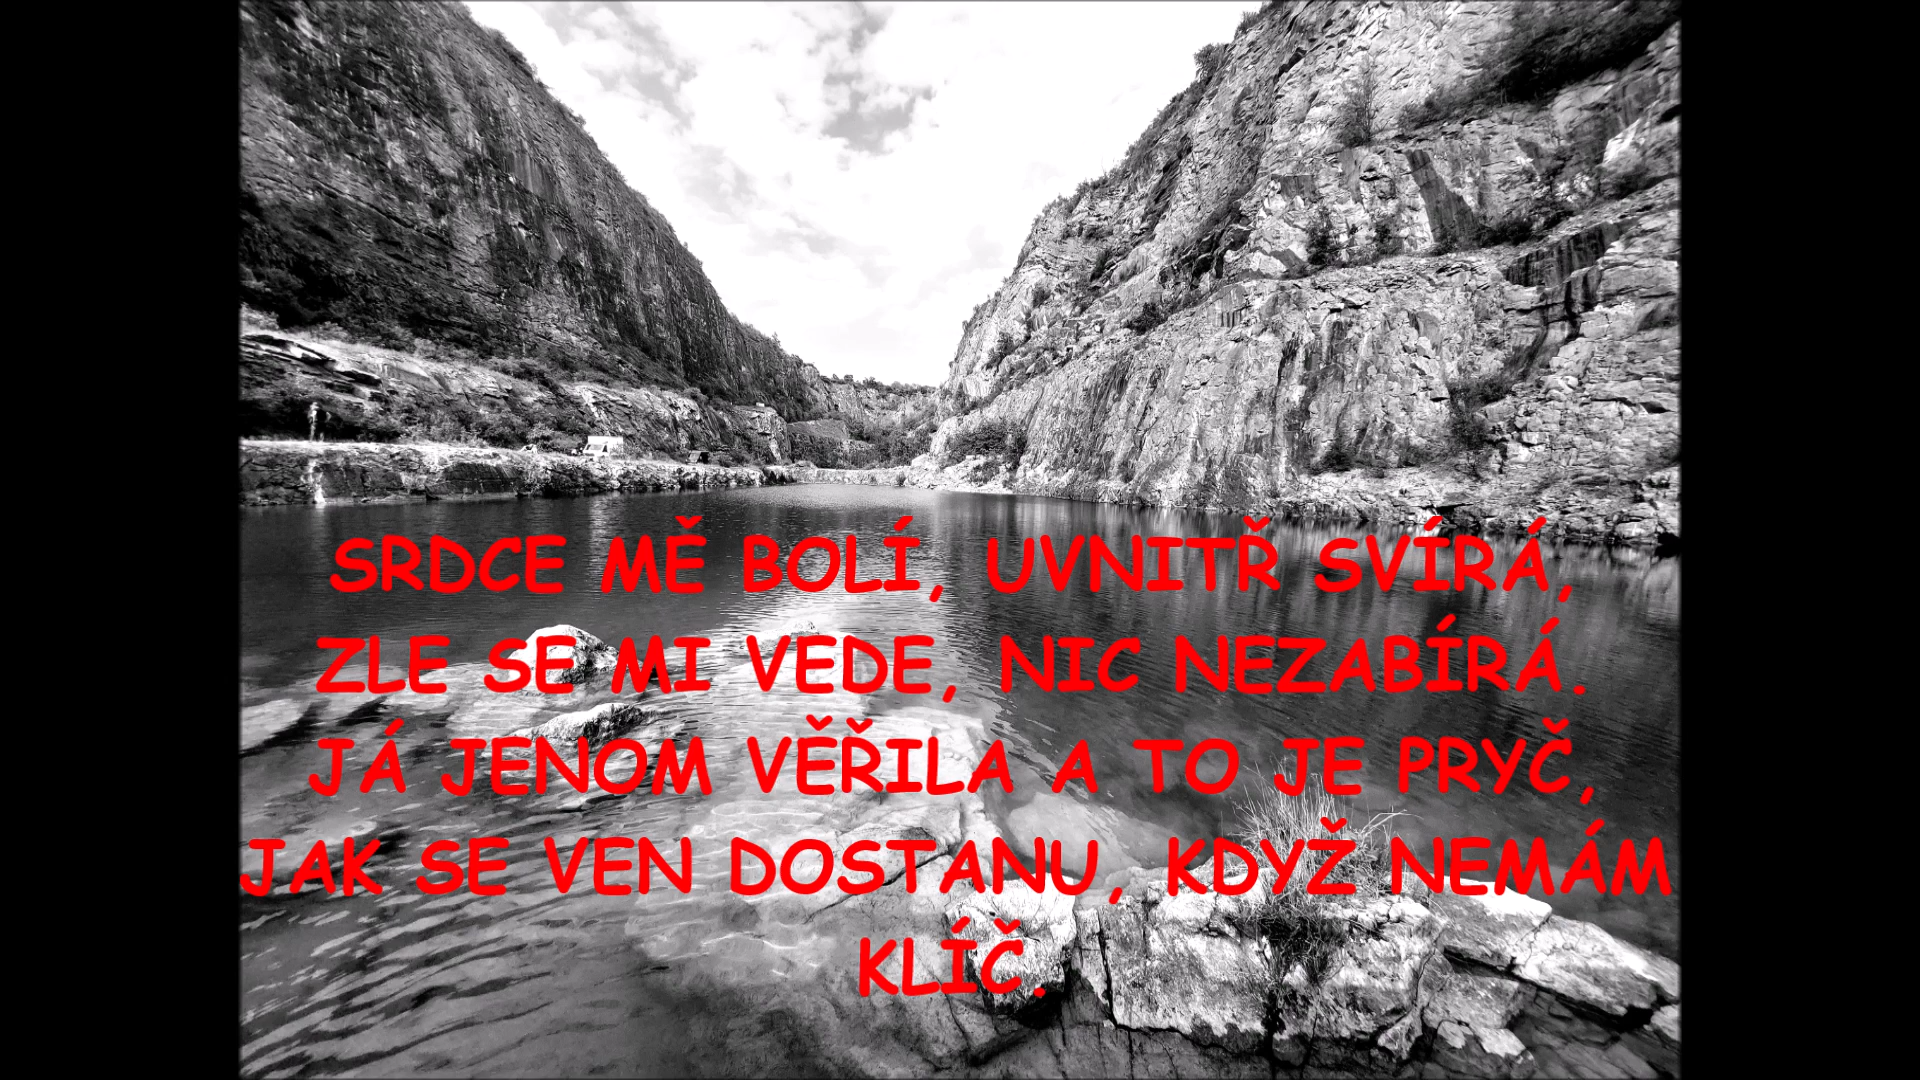 SRDCE MĚ BOLÍ, UVNITŘ SVÍRÁ,
ZLE SE MI VEDE, NIC NEZABÍRÁ.
JÁ JENOM VĚŘILA A TO JE PRYČ,
JAK SE VEN DOSTANU, KDYŽ NEMÁM
KLÍČ.